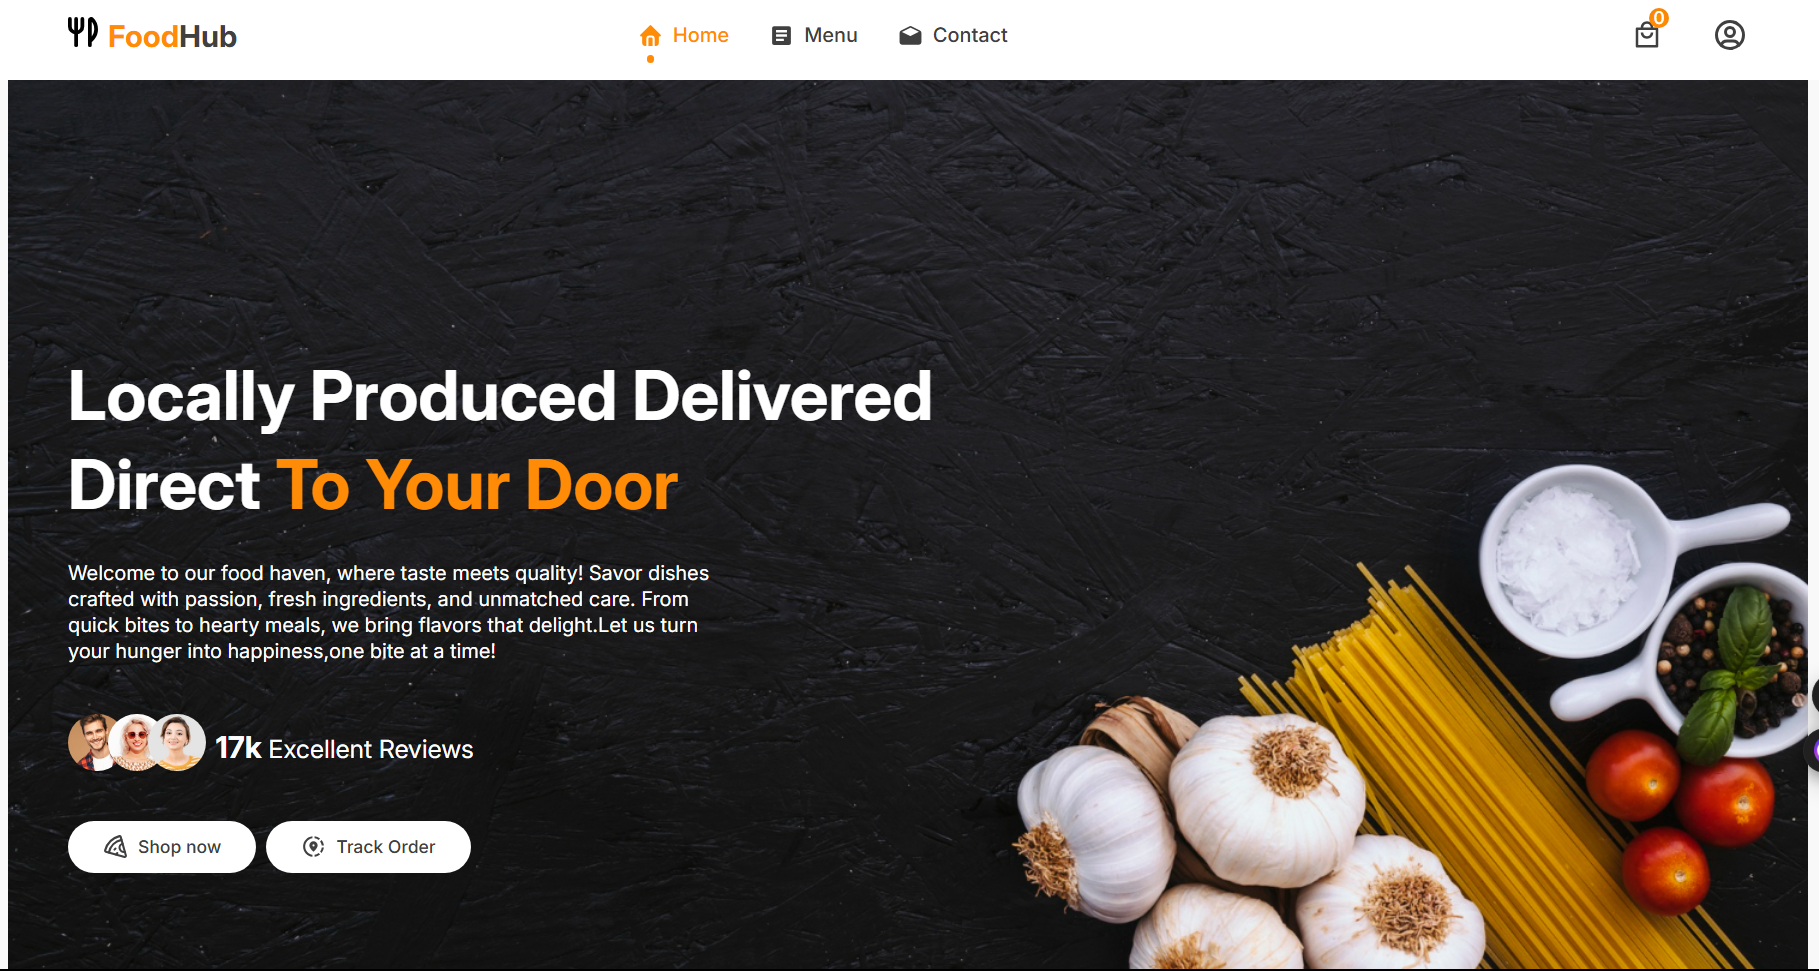 FoodHub
Home
Menu
Contact
0
Locally Produced Delivered
Direct To Your Door
Welcome to our food haven, where taste meets quality! Savor dishes
crafted with passion, fresh ingredients, and unmatched care. From
quick bites to hearty meals, we bring flavors that delight.Let us turn
your hunger into happiness,one bite at a time!
17k Excellent Reviews
Shop now
Track Order